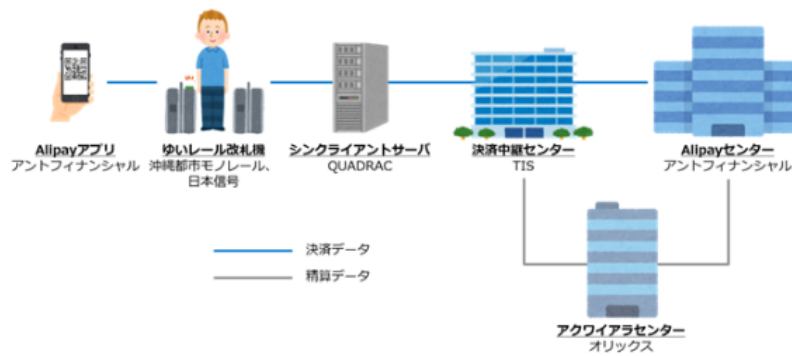 Alipayアプリ
アントフィナンシャル
ゆいレール改札機
沖縄都市モノレール、
日本信号
シンクライアントサーバ
QUADRAC
決済中継センター
TIS
Alipayセンター
アントフィナンシャル
決済データ
精算データ
アクワイアラセンター
オリックス